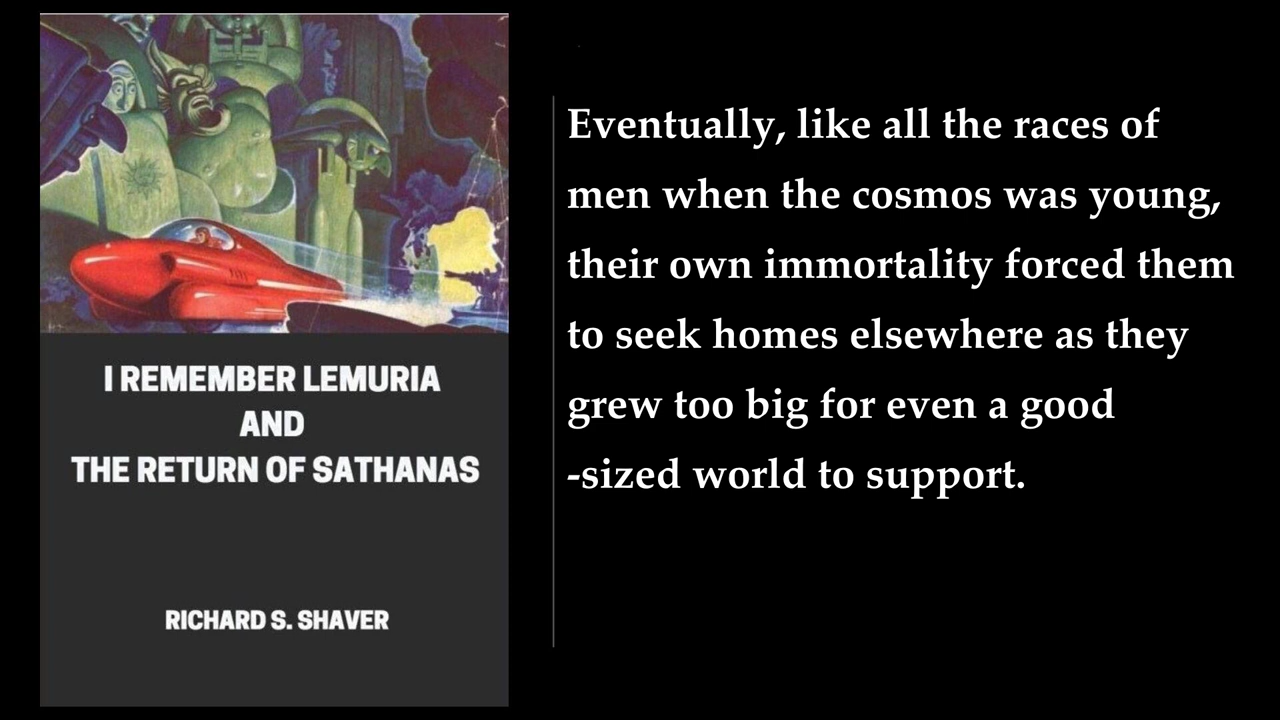 I REMEMBER LEMURIA
AND
THE RETURN OF SATHANAS
RICHARD S. SHAVER
Eventually, like all the races of
men when the cosmos was young,
their own immortality forced them
to seek homes elsewhere as they
grew too big for even a good
-sized world to support.